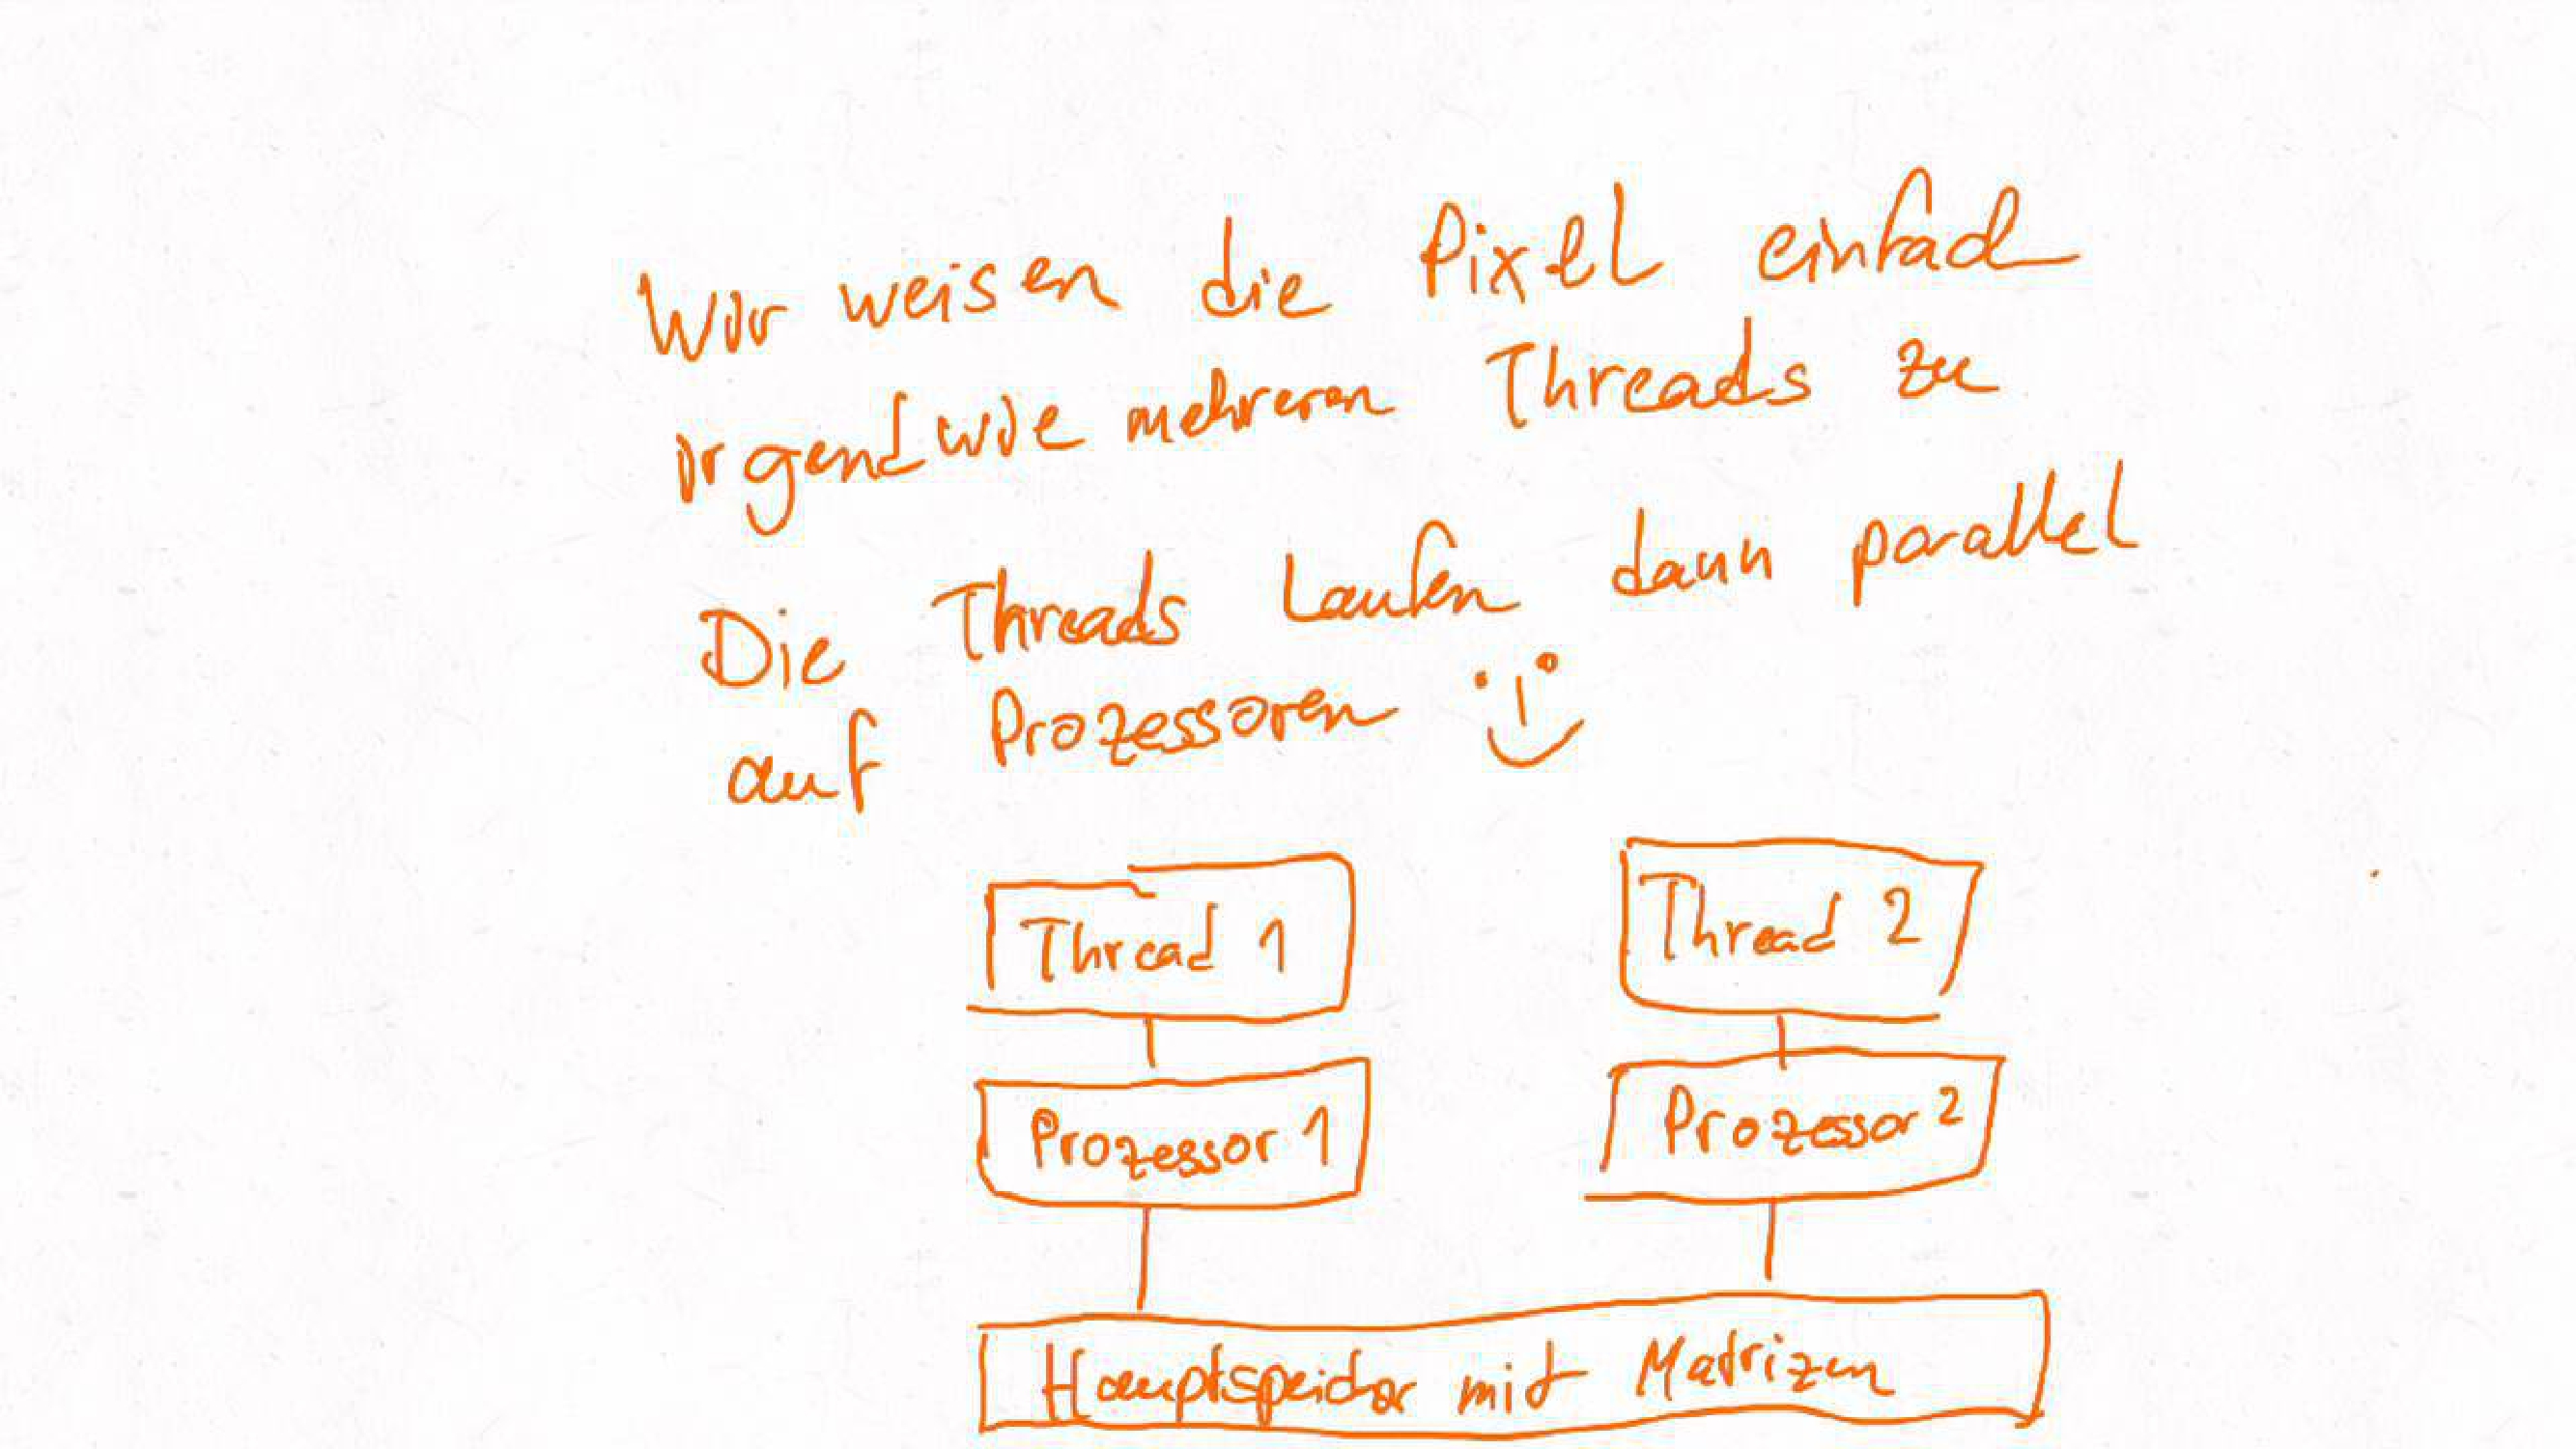 Wir weisen die Pixel einfach
irgendwie mehreren Threads zu
Die Threads laufen dann parallel
auf Prozessoren
Thread 1
Thread 2
Prozessor 1
Prozessor 2
Hauptspeicher mit Matrizen